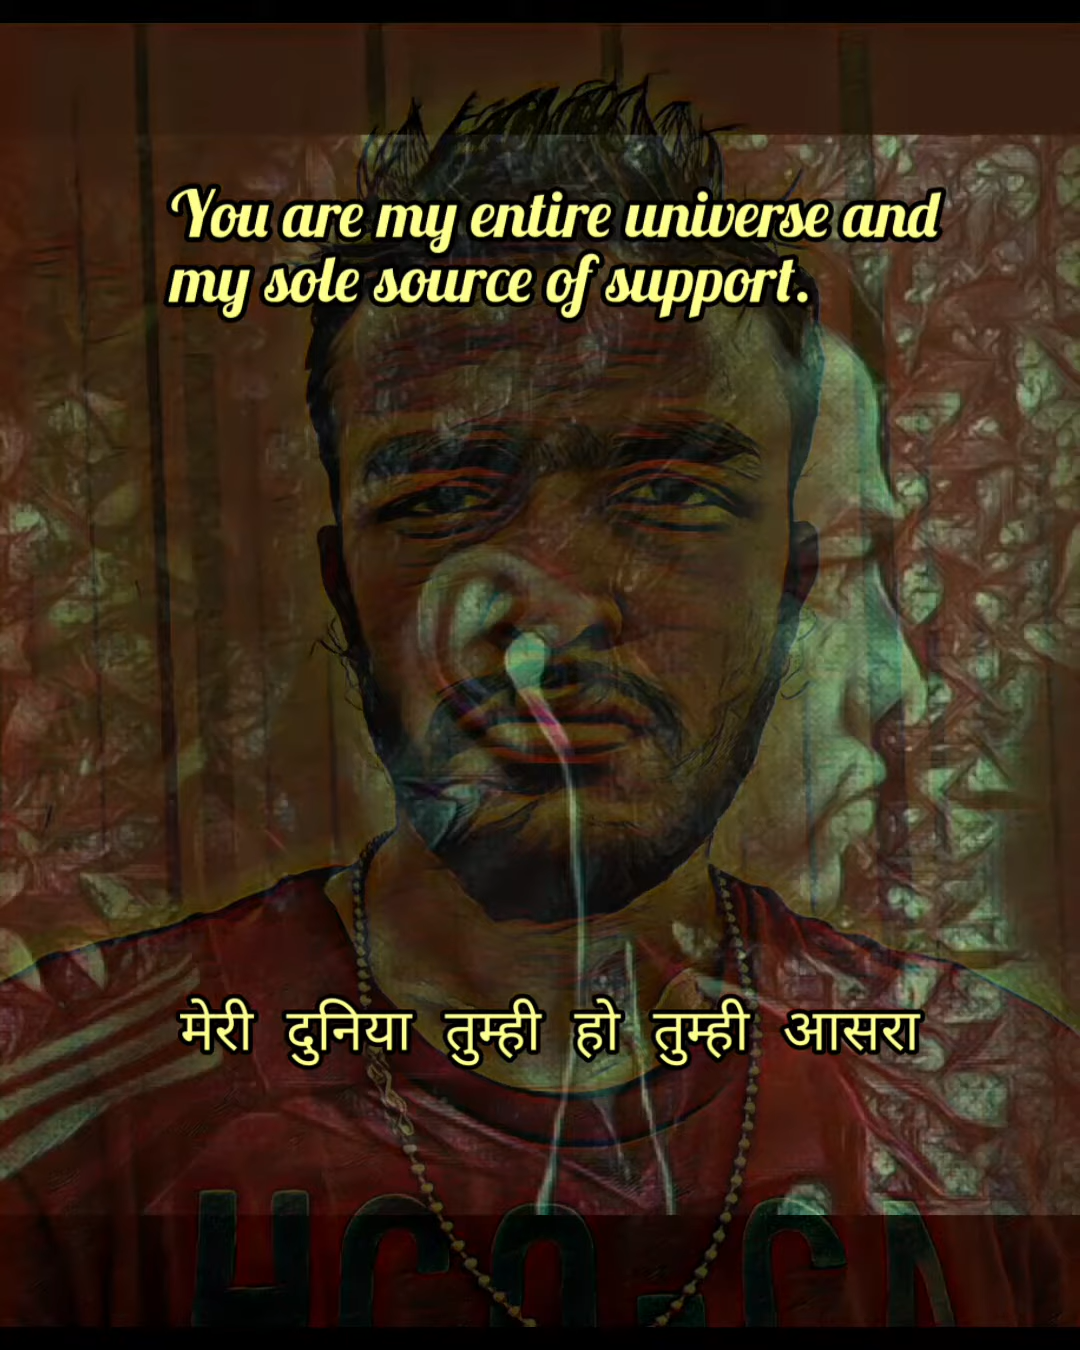 You are my entire universe and
my sole source of support.
मेरी दुनिया तुम्ही हो तुम्ही आसरा